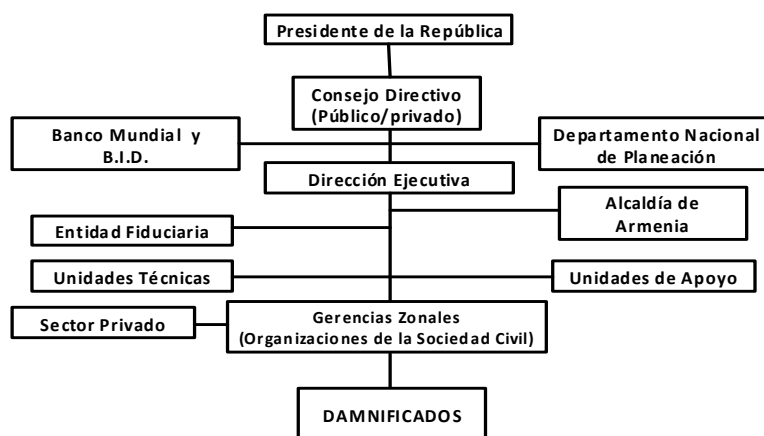 Presidente de la República
Consejo Directivo
(Público/privado)
Banco Mundial y
B.I.D.
Departamento Nacional
de Planeación
Dirección Ejecutiva
Alcaldía de
Armenia
Entidad Fiduciaria
Unidades Técnicas
Unidades de Apoyo
Sector Privado
Gerencias Zonales
(Organizaciones de la Sociedad Civil)
DAMNIFICADOS